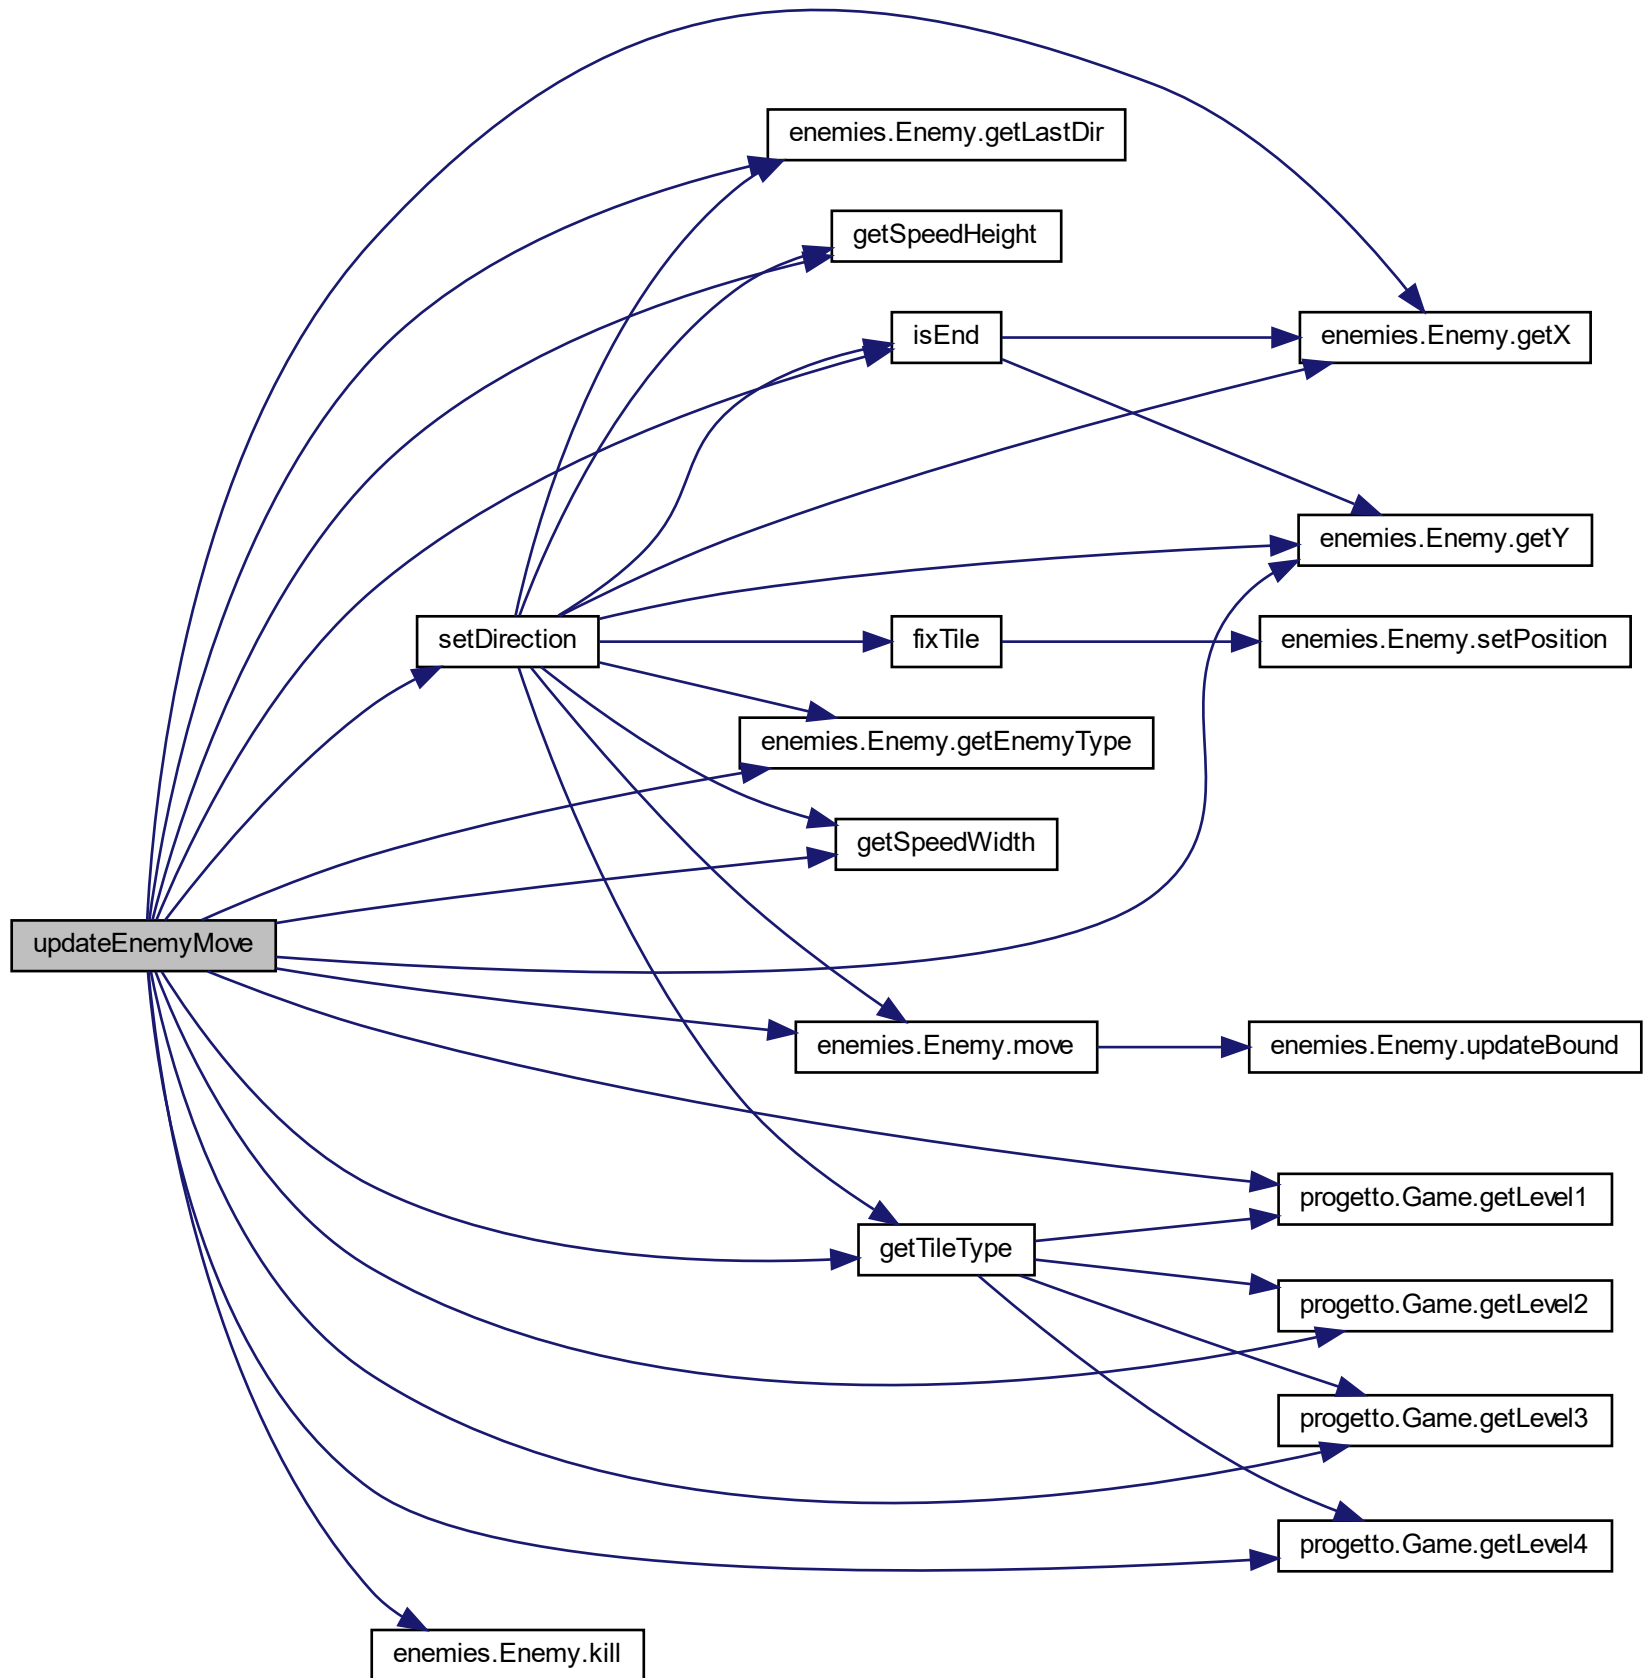 enemies.Enemy.getLastDir
getSpeedHeight
isEnd
enemies.Enemy.getX
enemies.Enemy.getY
setDirection
fixTile
enemies.Enemy.setPosition
enemies.Enemy.getEnemyType
getSpeedWidth
updateEnemyMove
enemies.Enemy.move
enemies.Enemy.updateBound
progetto.Game.getLevel1
getTileType
progetto.Game.getLevel2
progetto.Game.getLevel3
progetto.Game.getLevel4
enemies.Enemy.kill